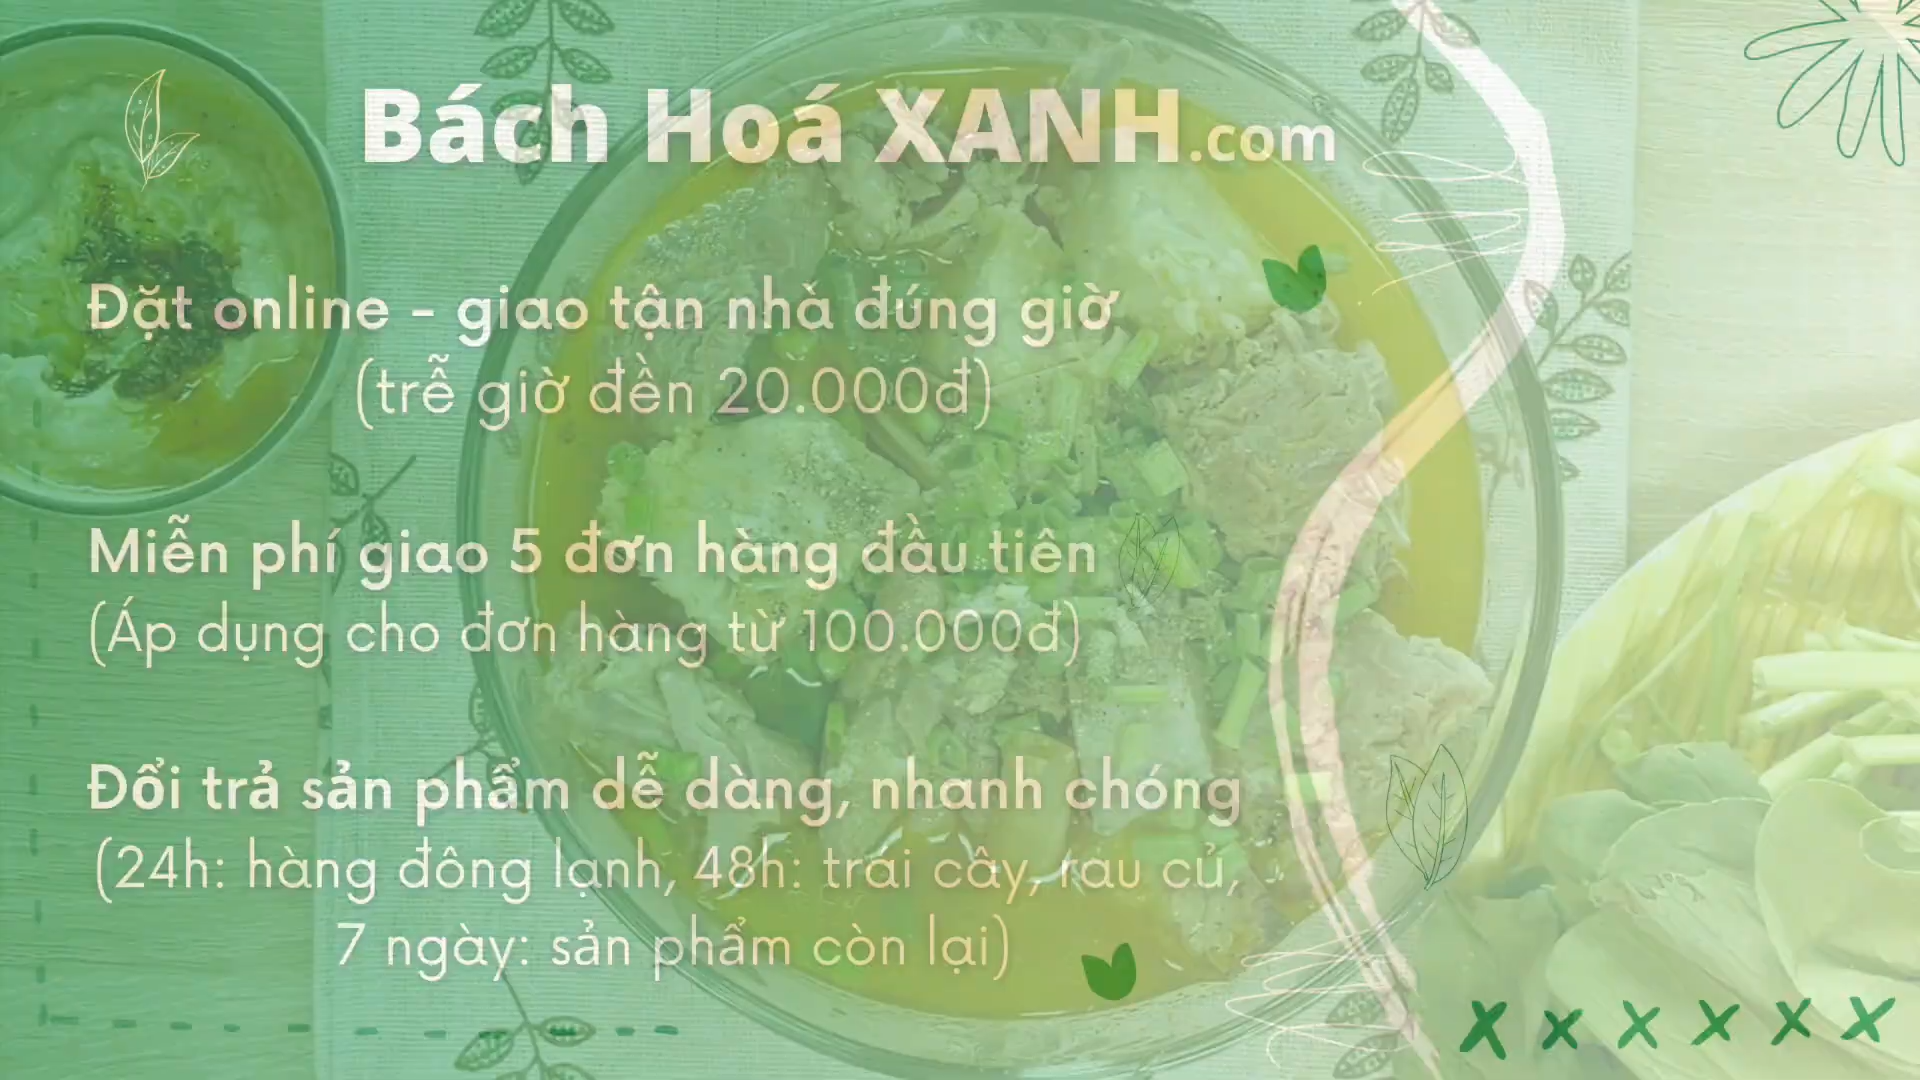 Bách Hoá XANH.com
Đặt online - giao tận nhà đúng giờ
(trễ giờ đền 20.000đ)
Miễn phí giao 5 đơn hàng đầu tiên
(Áp dụng cho đơn hàng từ 100.000đ)
Đổi trả sản phẩm dễ dàng, nhanh chóng
(24h: hàng đông lạnh, 48h: trái cây, rau củ,
7 ngày: sản phẩm còn lại)